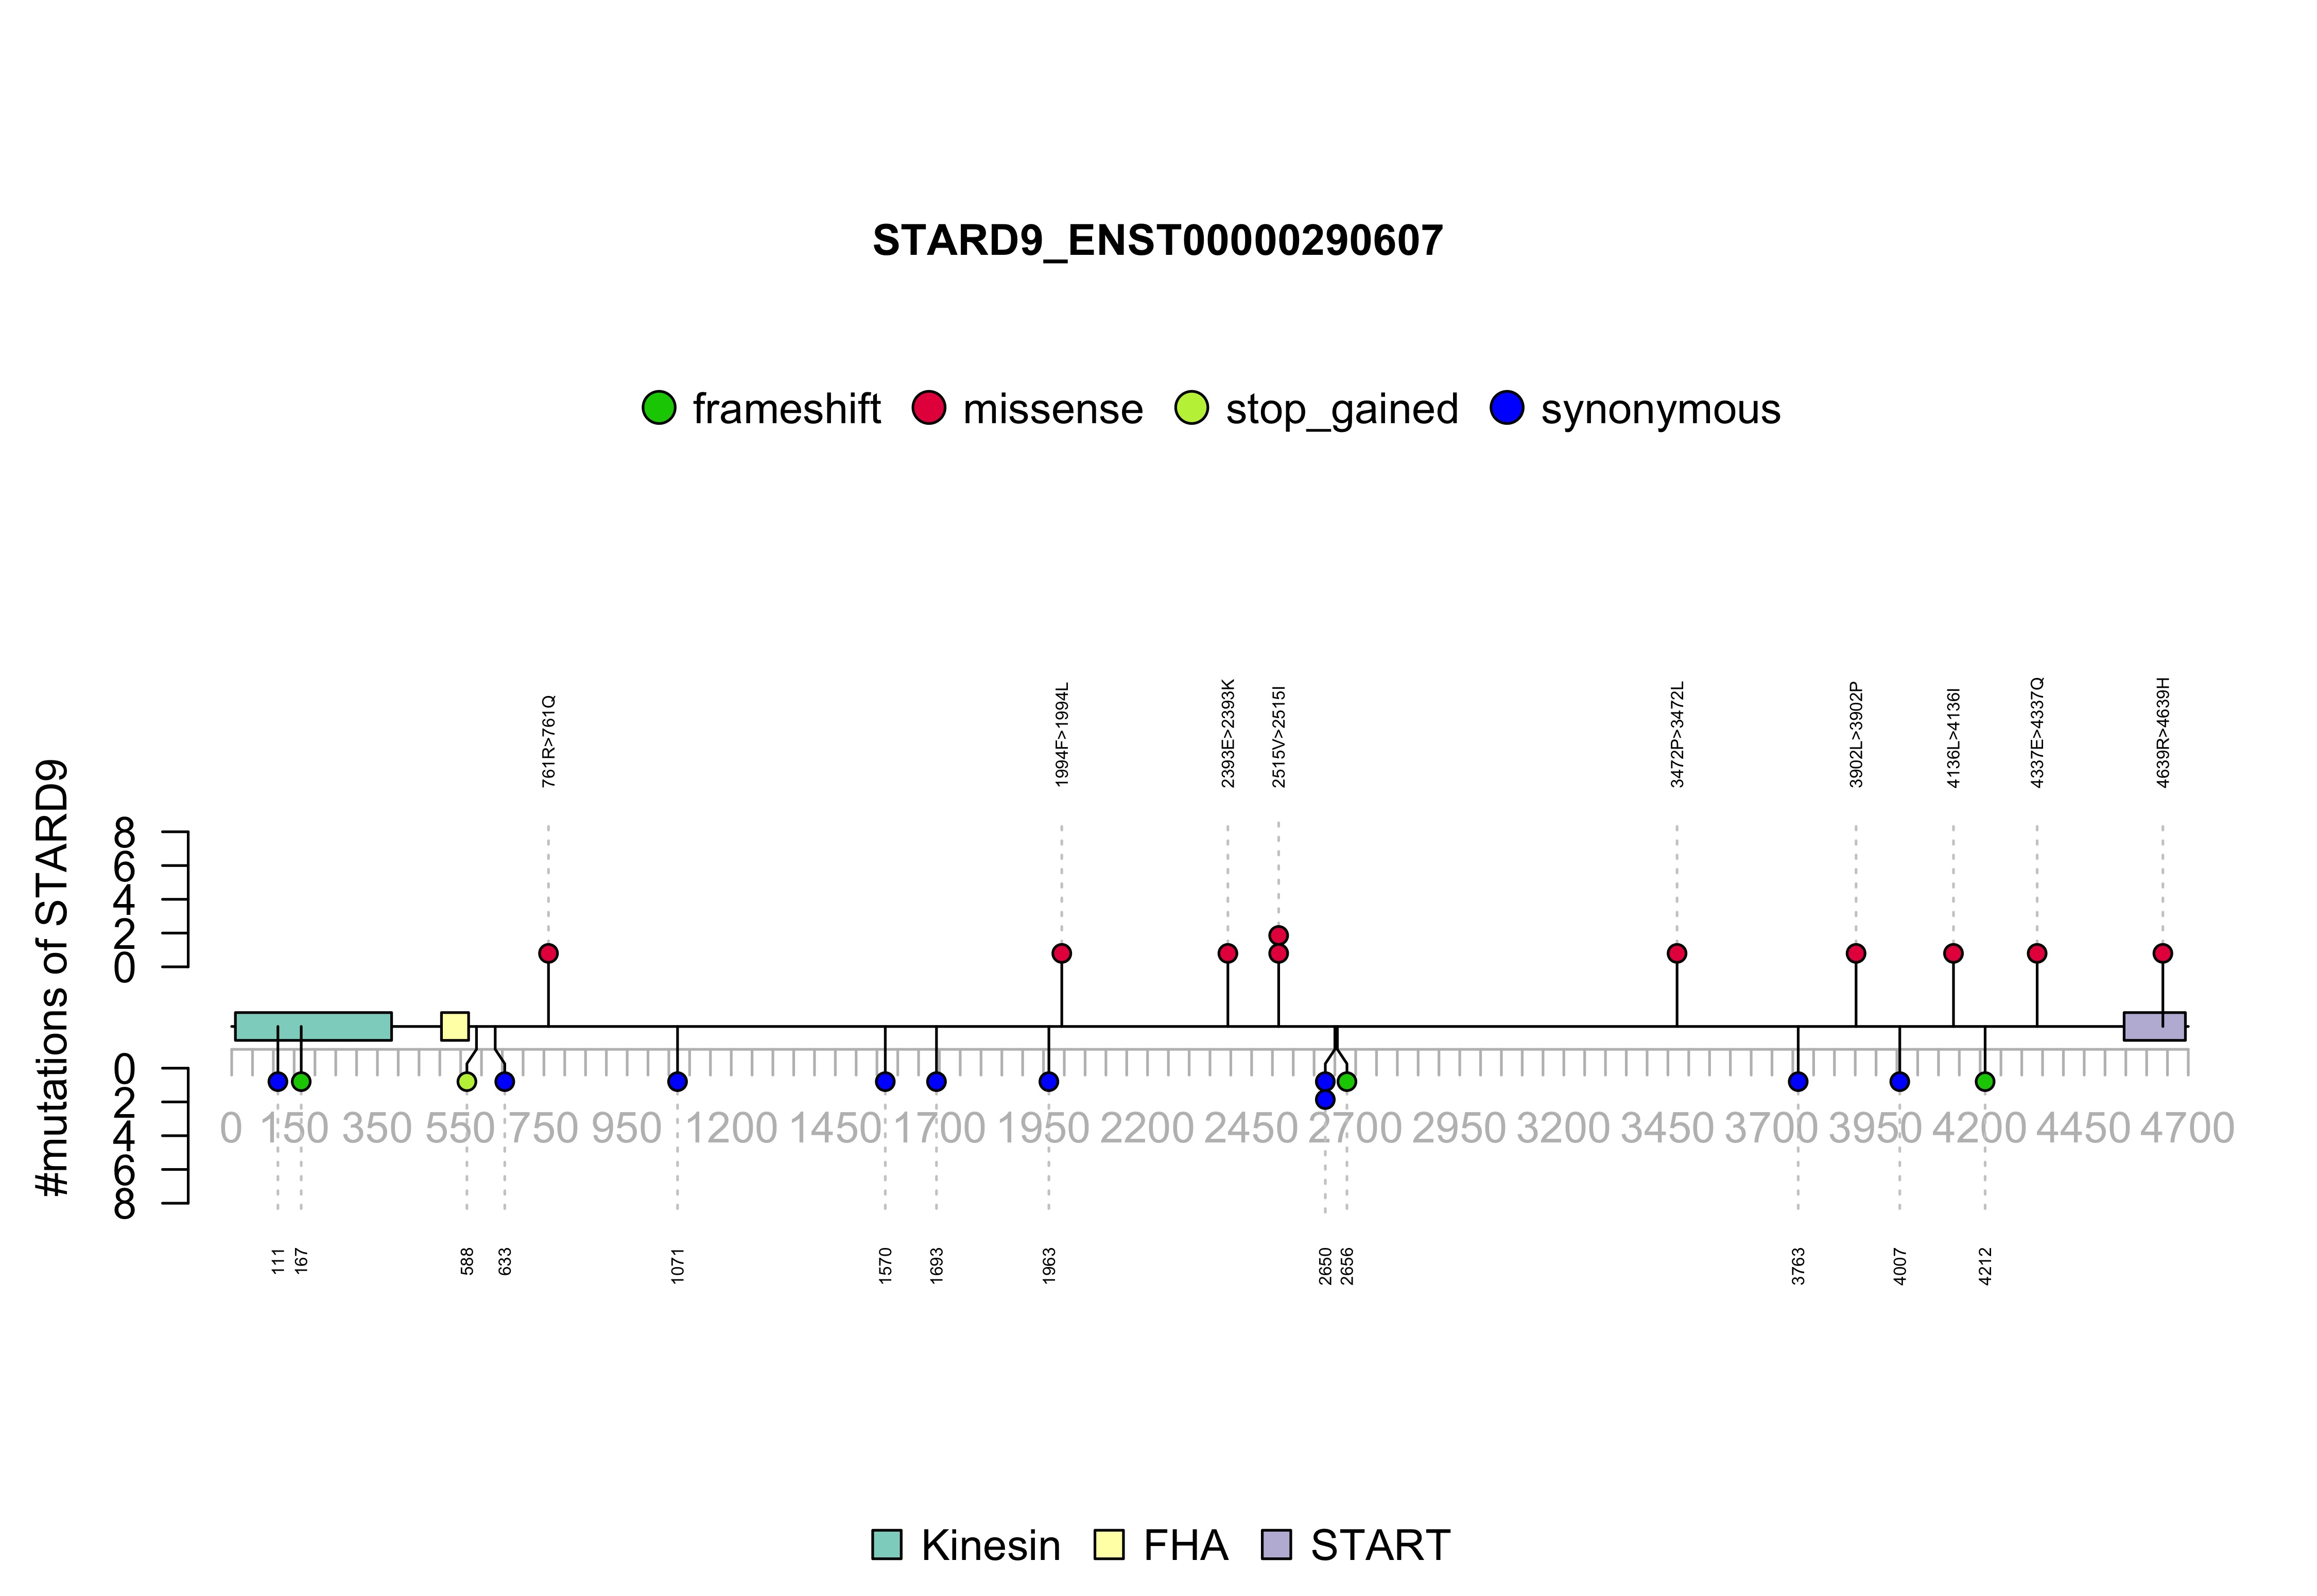 STARD9_ENST00000290607
frameshift missense stop_gained synonymous
761R>761Q
1994F>1994L
2393E>2393K
2515V>2515I
3472P>3472L
3902L>3902P
4136L>4136I
4337E>4337Q
4639R>4639H
#mutations of STARD9
8
6
4
2
0
0
2
4
6
8
0 150 350 550 750 950 1200 1450 1700 1950 2200 2450 2700 2950 3200 3450 3700 3950 4200 4450 4700
111
167
588
633
1071
1570
1693
1963
2650
2656
3763
4007
4212
Kinesin FHA START